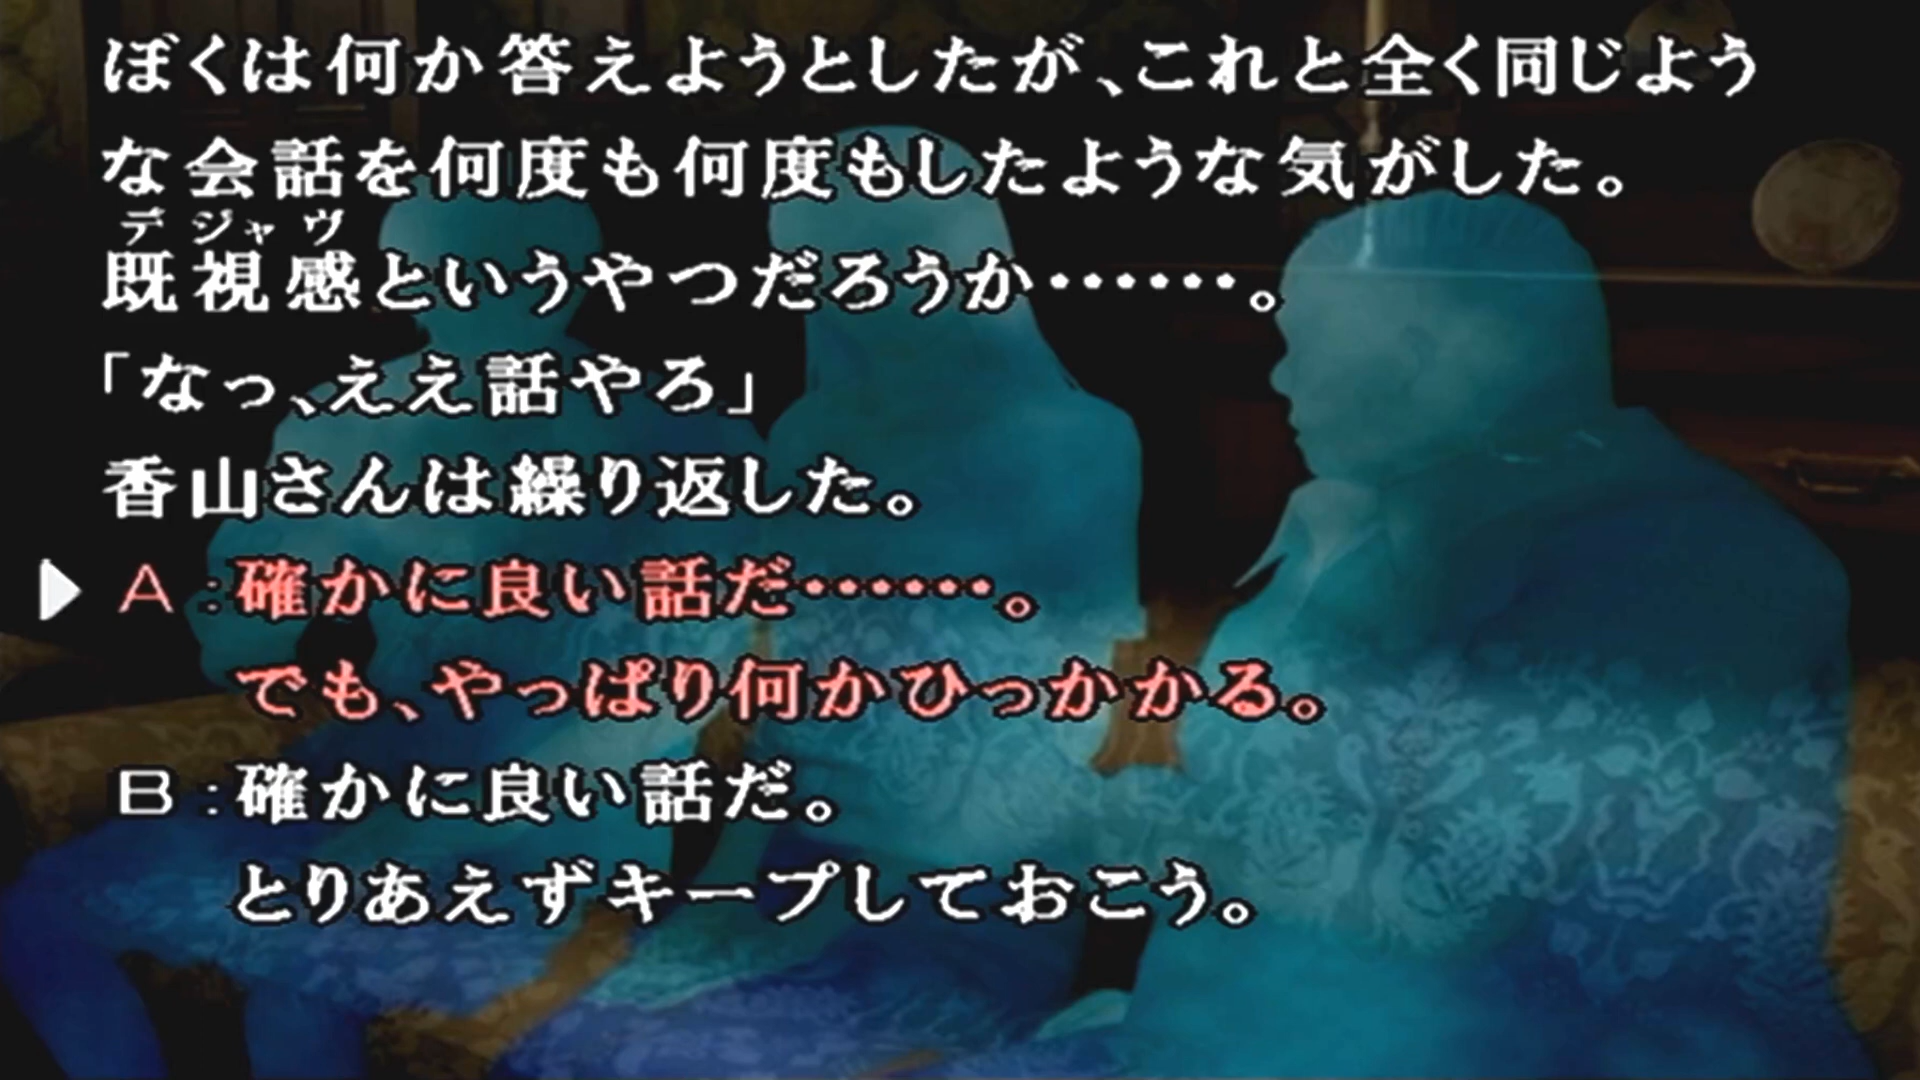 ぼくは何か答えようとしたが、これと全く同じよう
な会話を何度も何度もしたような気がした。
デジャヴ
既視感というやつだろうか……。
「なっ、ええ話やろ」
香山さんは繰り返した。
A：確かに良い話だ……。
でも、やっぱり何かひっかかる。
B：確かに良い話だ。
とりあえずキープしておこう。